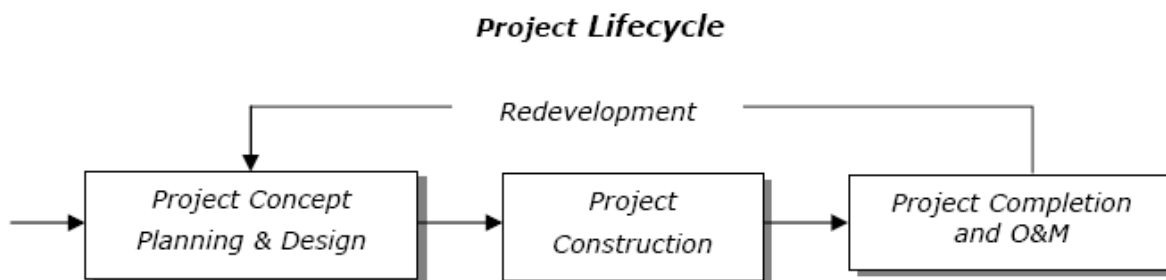 Project Lifecycle
Redevelopment
Project Concept
Planning & Design
Project
Construction
Project Completion
and O&M